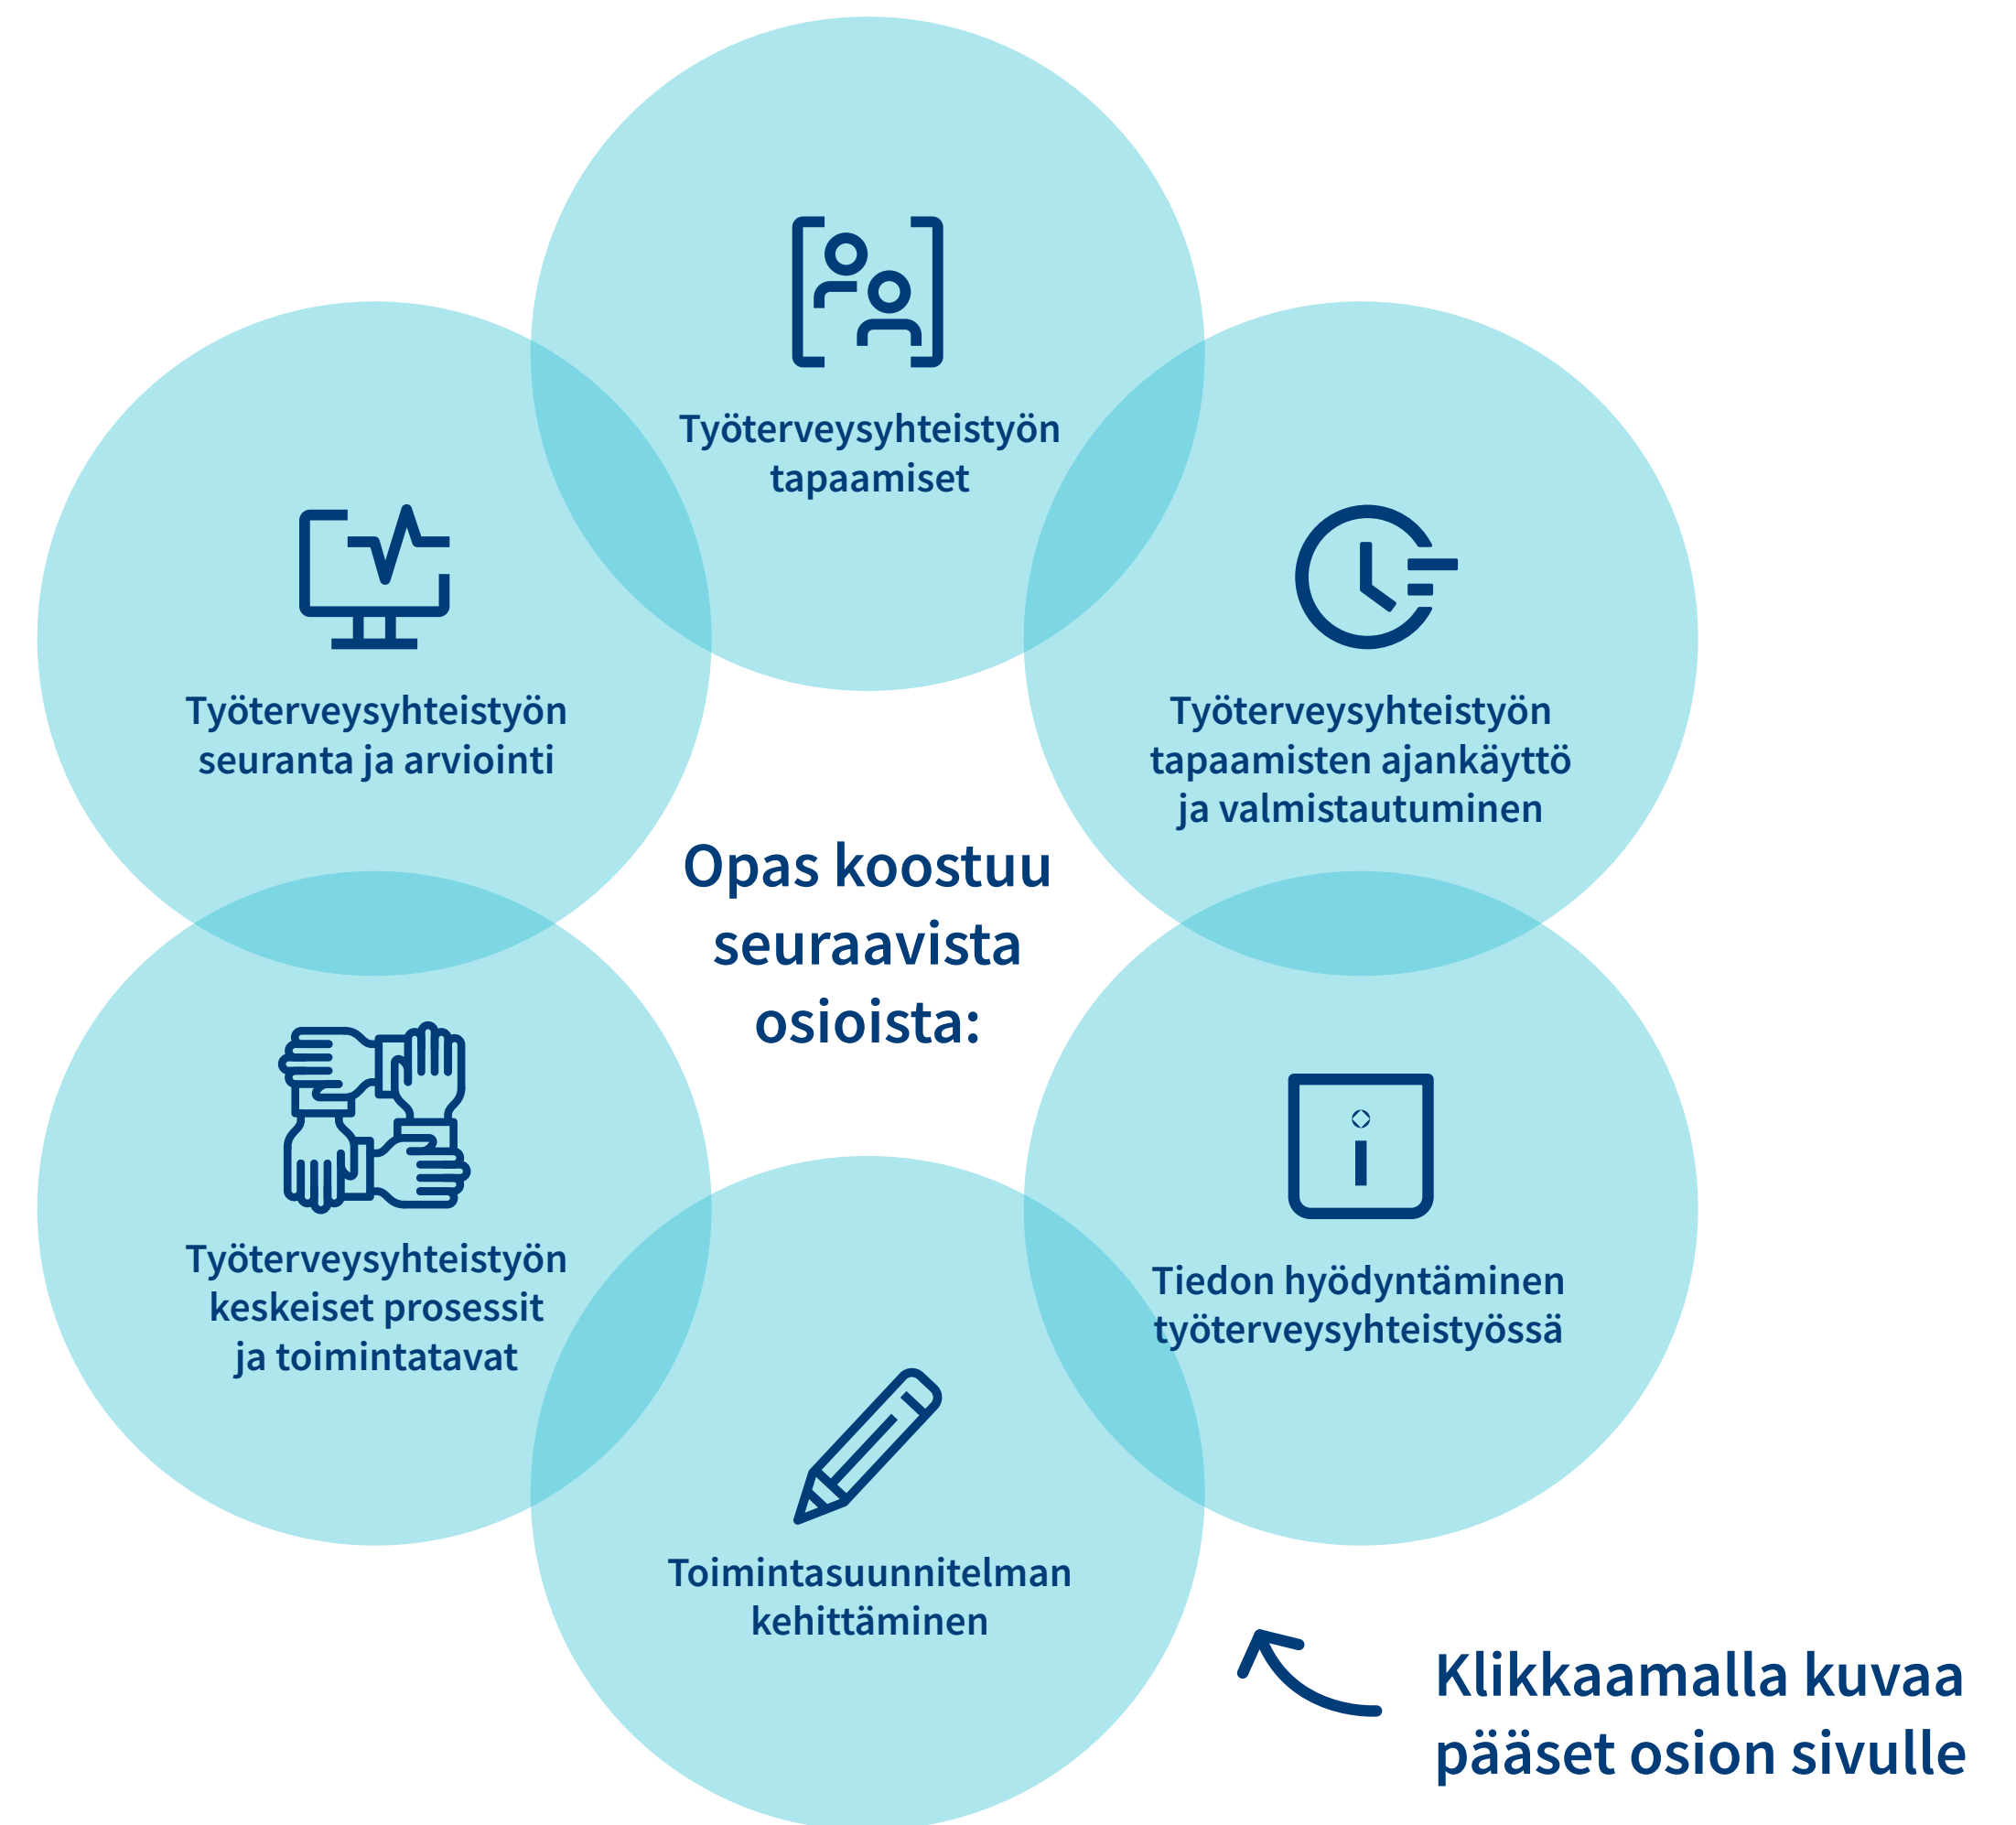 Työterveysyhteistyön
tapaamiset
Työterveysyhteistyön
tapaamisten ajankäyttö
ja valmistautuminen
Tiedon hyödyntäminen
työterveysyhteistyössä
Toimintasuunnitelman
kehittäminen
Työterveysyhteistyön
keskeiset prosessit
ja toimintatavat
Työterveysyhteistyön
seuranta ja arviointi
Opas koostuu
seuraavista
osioista:
Klikkaamalla kuvaa
pääset osion sivulle